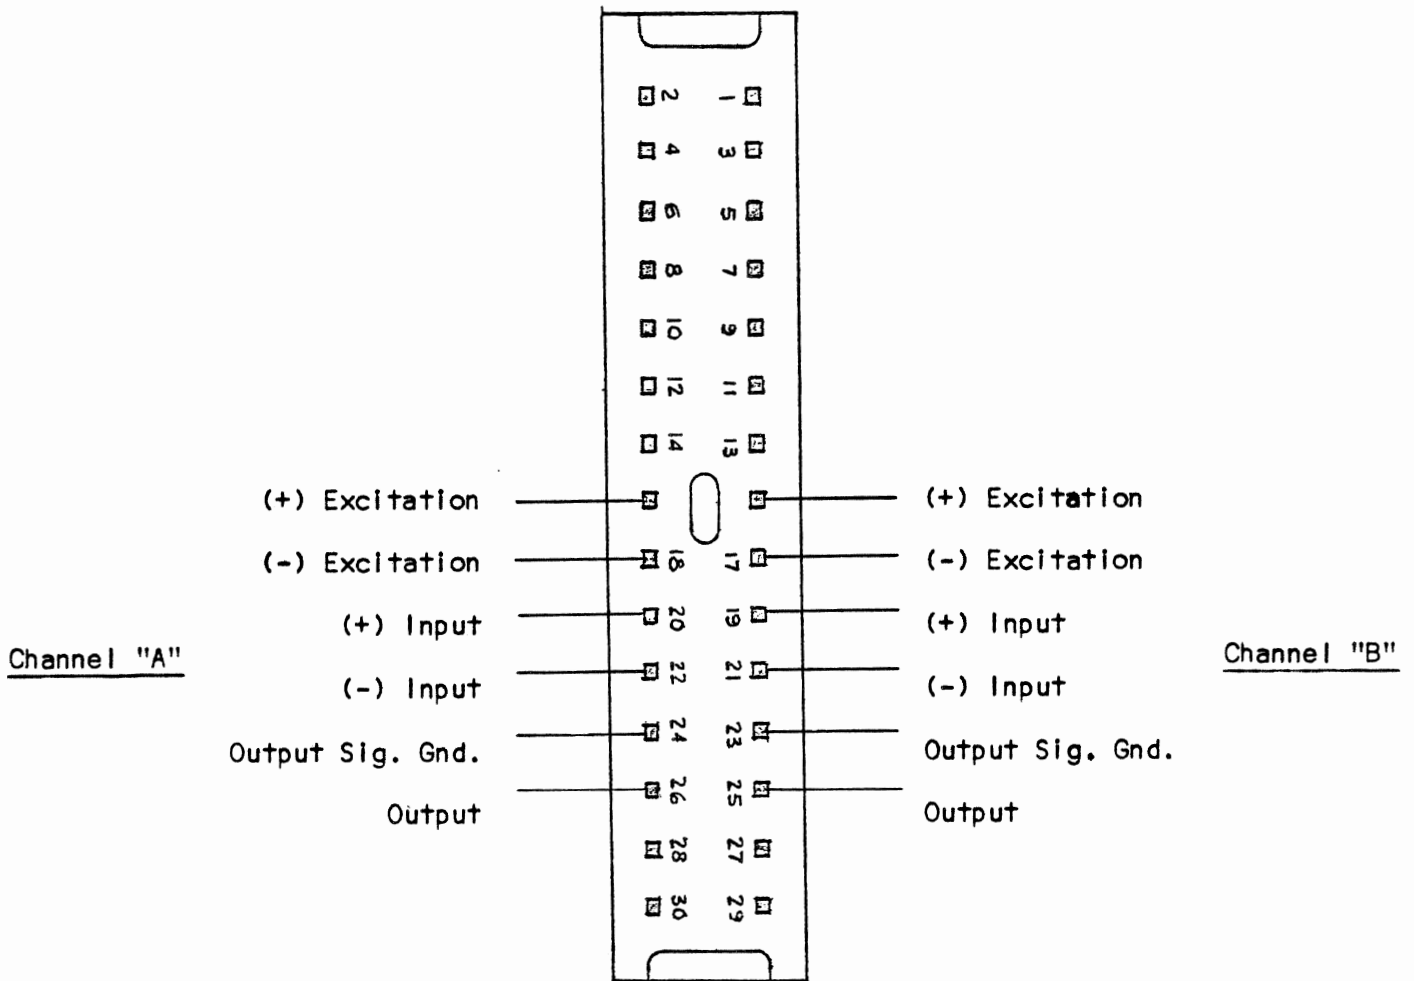 2 1
4 3
6 5
8 7
10 9
12 11
14 13
(+) Excitation (+) Excitation
(-) Excitation 18 17 (-) Excitation
(+) Input 20 19 (+) Input
Channel "A" (-) Input 22 21 (-) Input Channel "B"
Output Sig. Gnd. 24 23 Output Sig. Gnd.
Output 26 25 Output
28 27
30 29